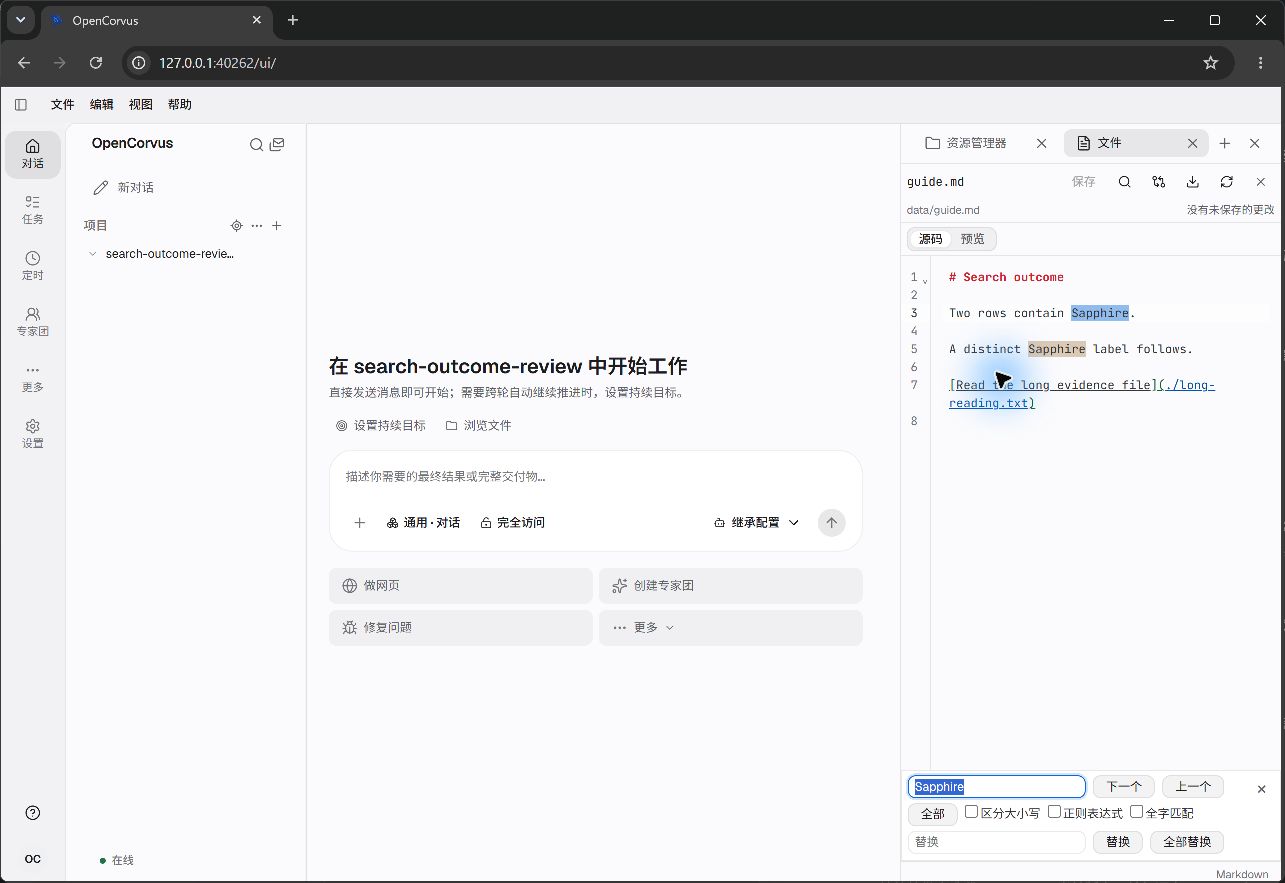 OpenCorvus
127.0.0.1:40262/ui/
文件 编辑 视图 帮助
对话
任务
定时
专家团
更多
设置
OC
OpenCorvus
新对话
项目
search-outcome-revie...
在线
在 search-outcome-review 中开始工作
直接发送消息即可开始；需要跨轮自动继续推进时，设置持续目标。
设置持续目标 浏览文件
描述你需要的最终结果或完整交付物...
通用 · 对话 完全访问 继承配置
做网页 创建专家团
修复问题 更多
资源管理器 文件
guide.md 保存
data/guide.md 没有未保存的更改
源码 预览
1 # Search outcome
2
3 Two rows contain Sapphire.
4
5 A distinct Sapphire label follows.
6
7 [Read the long evidence file](./long-
reading.txt)
8
Sapphire 下一个 上一个
全部 区分大小写 正则表达式 全字匹配
替换 替换 全部替换
Markdown